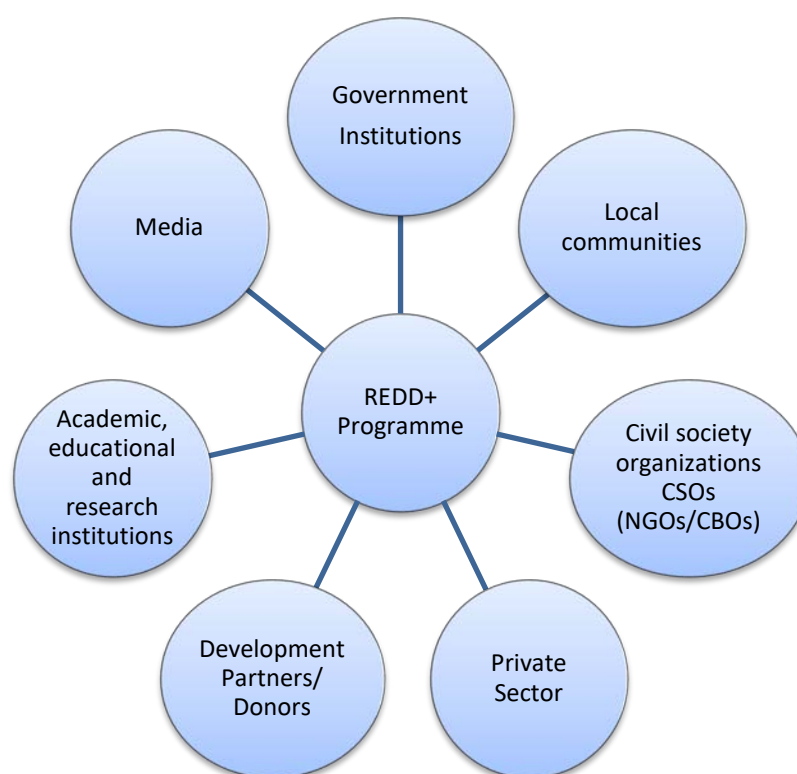 Government
Institutions
Local
communities
Civil society
organizations
CSOs
(NGOs/CBOs)
Private
Sector
Development
Partners/
Donors
Academic,
educational
and
research
institutions
Media
REDD+
Programme